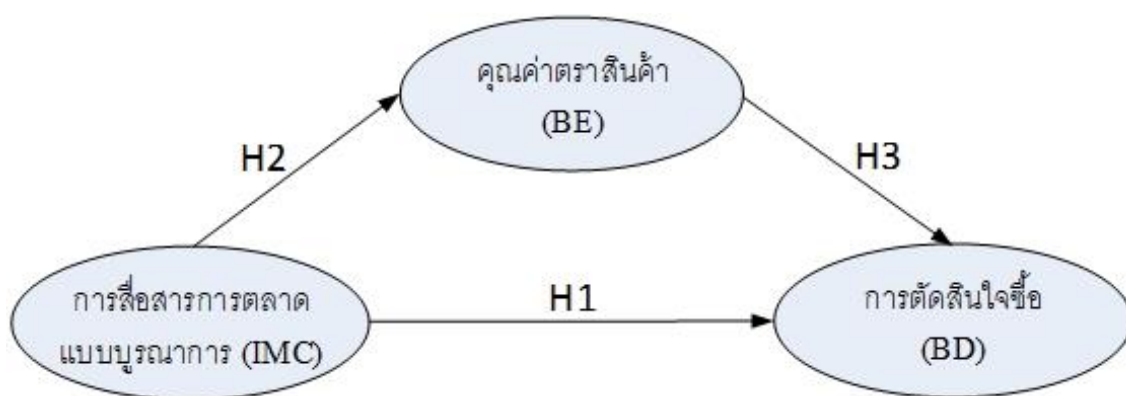 คุณค่าตราสินค้า
(BE)
H2
H3
การสื่อสารการตลาด
แบบบูรณาการ (IMC)
H1
การตัดสินใจซื้อ
(BD)